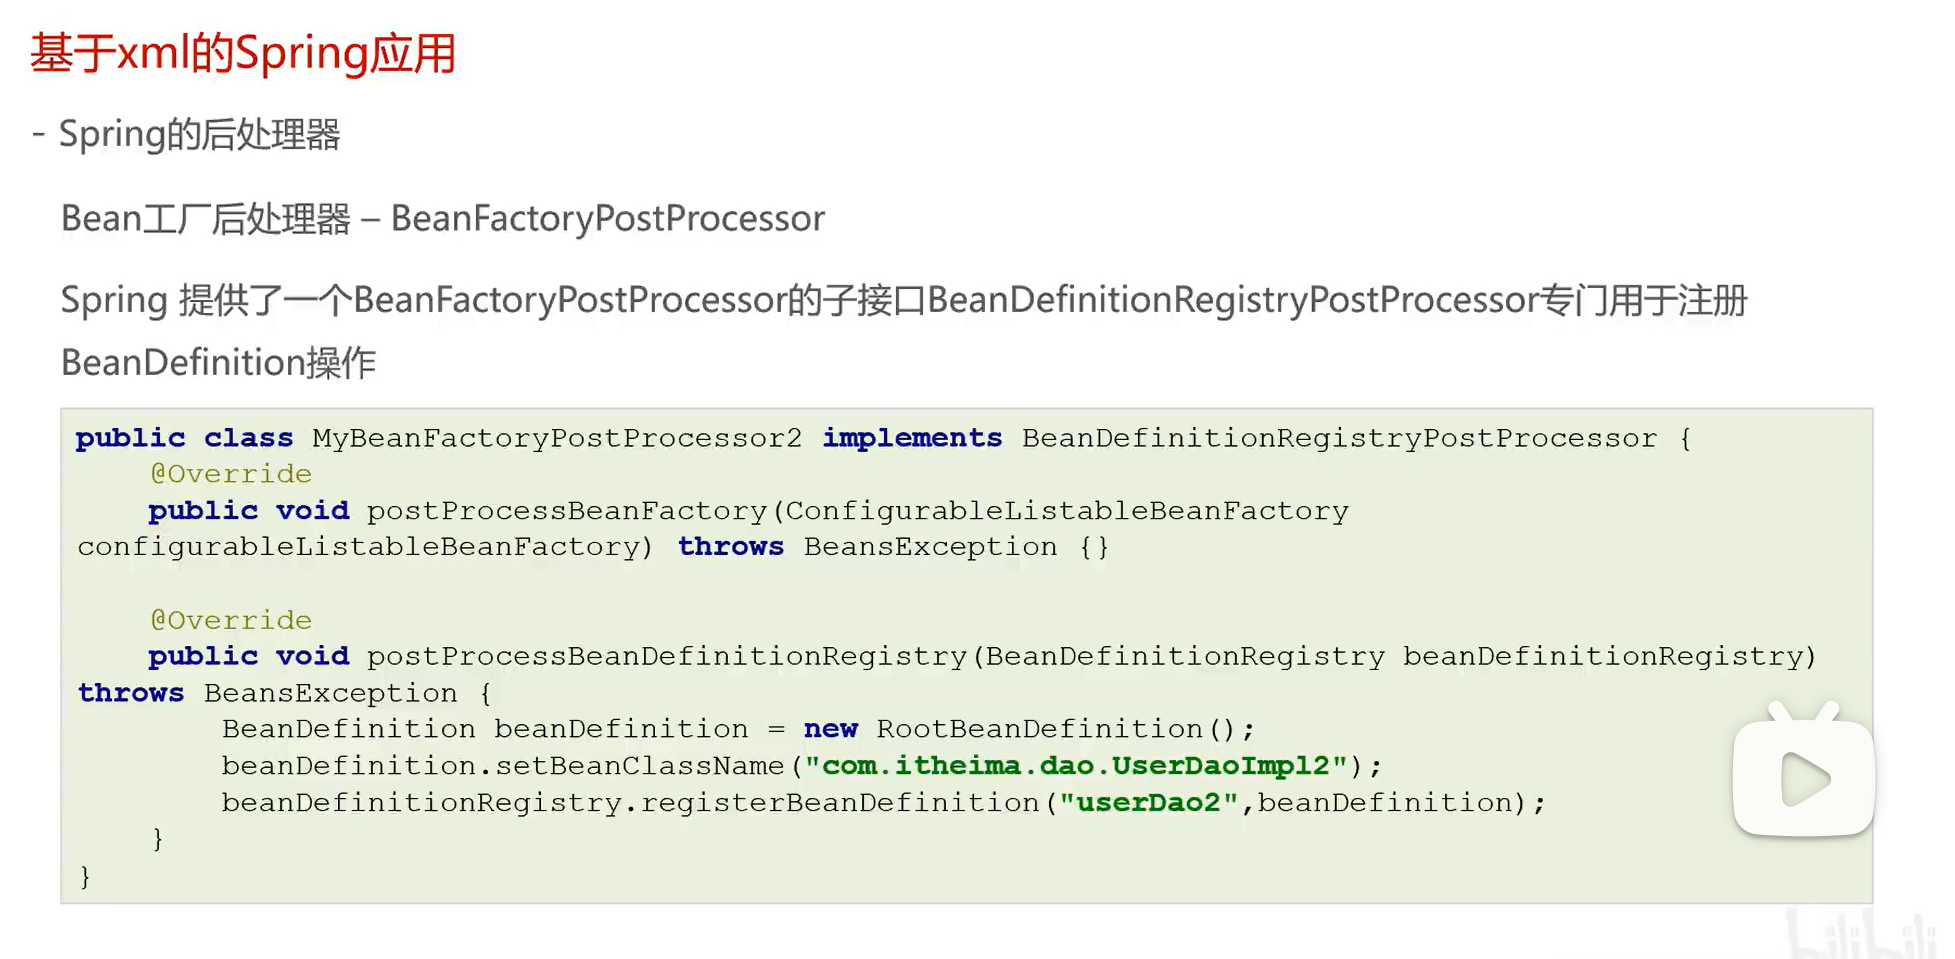 基于xml的Spring应用
- Spring的后处理器
Bean工厂后处理器 – BeanFactoryPostProcessor
Spring 提供了一个BeanFactoryPostProcessor的子接口BeanDefinitionRegistryPostProcessor专门用于注册
BeanDefinition操作
public class MyBeanFactoryPostProcessor2 implements BeanDefinitionRegistryPostProcessor {
    @Override
    public void postProcessBeanFactory(ConfigurableListableBeanFactory
configurableListableBeanFactory) throws BeansException {}
    @Override
    public void postProcessBeanDefinitionRegistry(BeanDefinitionRegistry beanDefinitionRegistry)
throws BeansException {
        BeanDefinition beanDefinition = new RootBeanDefinition();
        beanDefinition.setBeanClassName("com.itheima.dao.UserDaoImpl2");
        beanDefinitionRegistry.registerBeanDefinition("userDao2",beanDefinition);
    }
}
bilibili